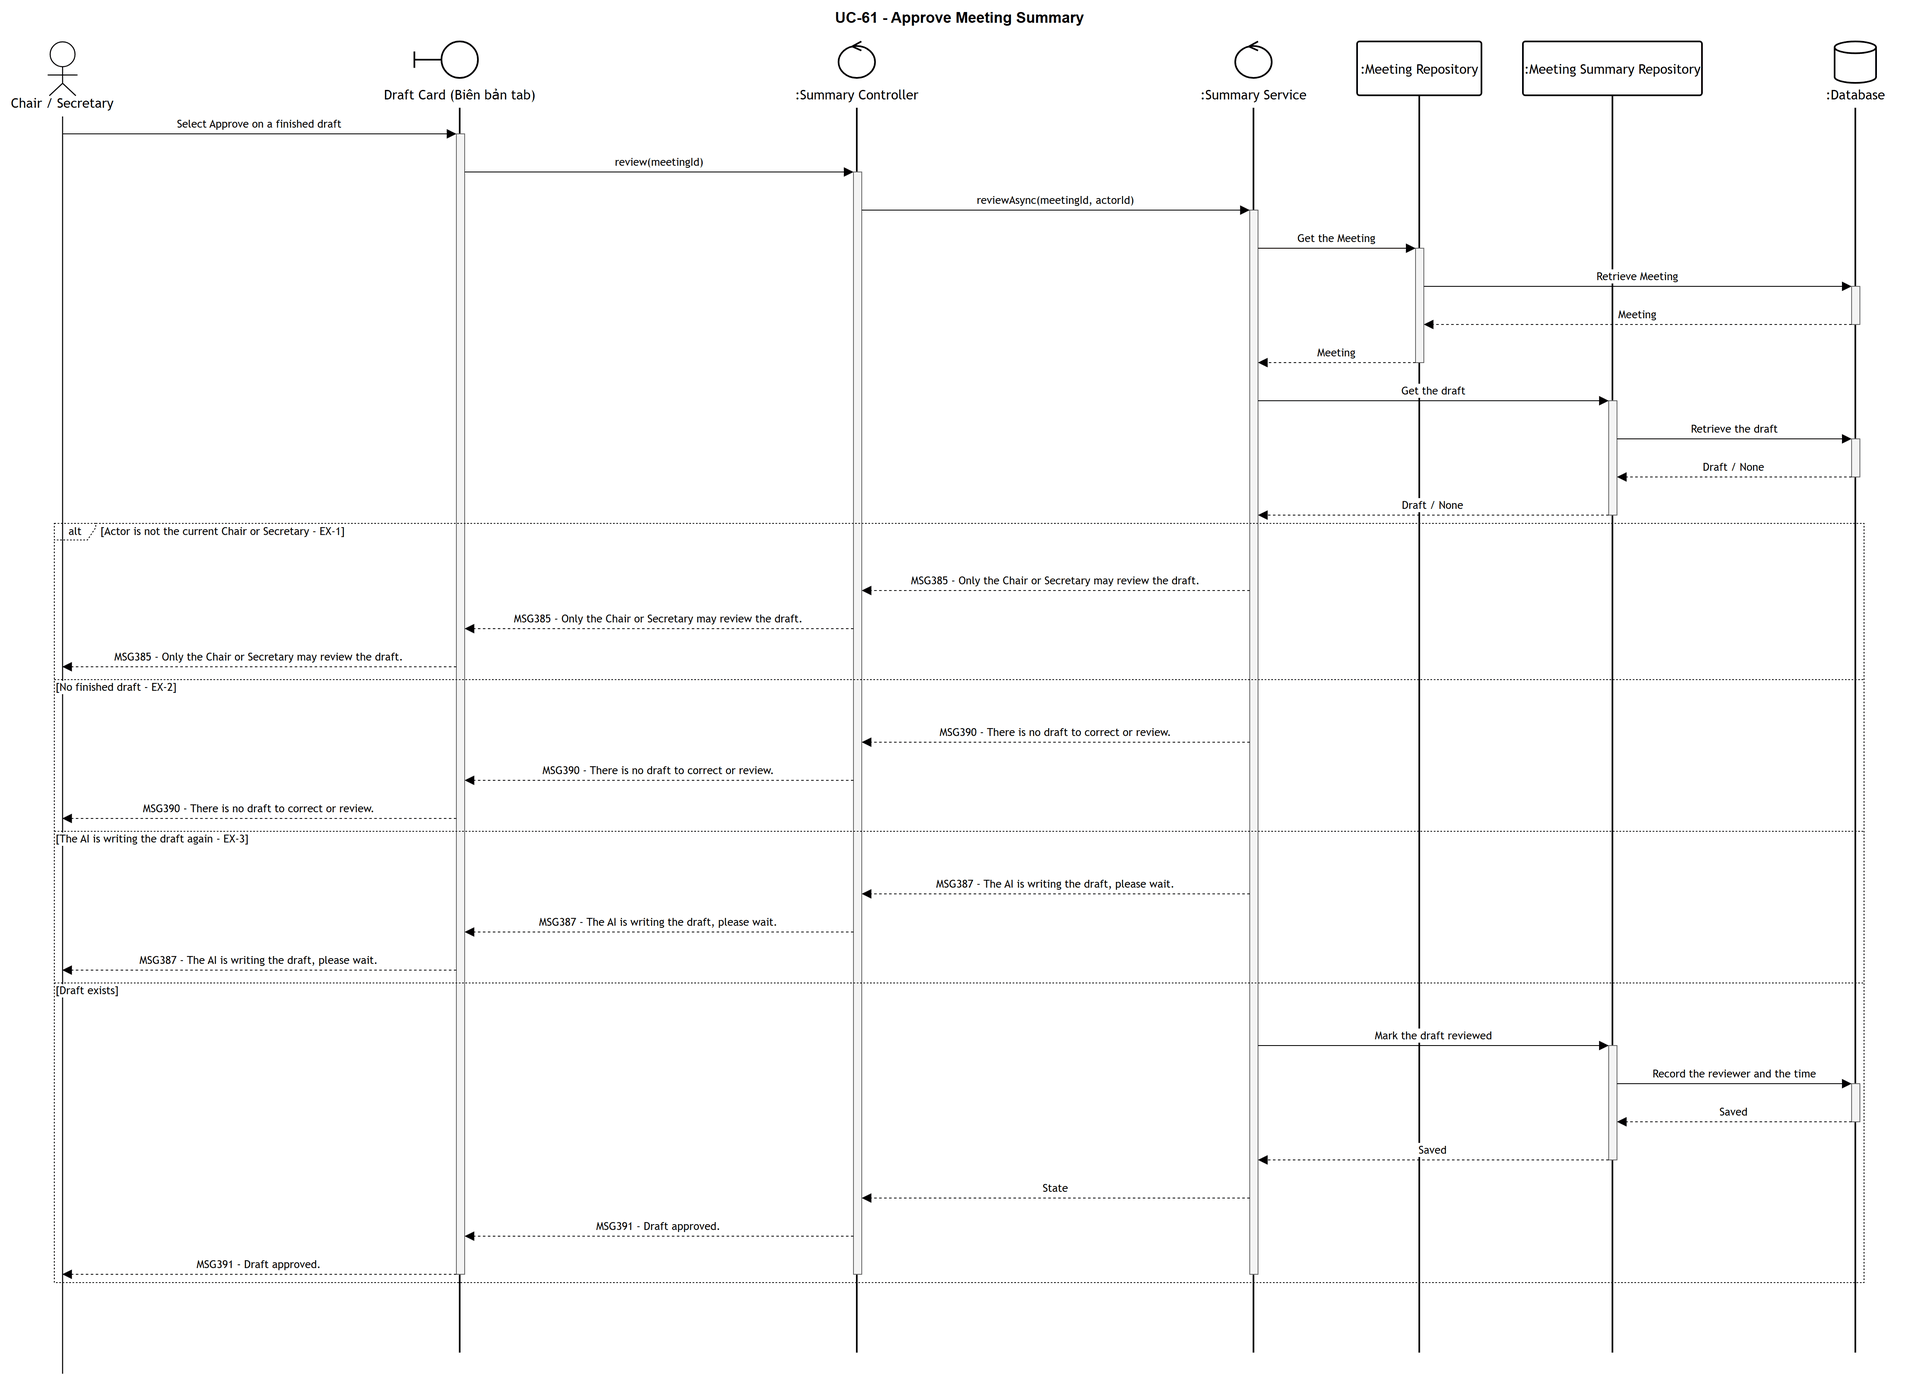 UC-61 - Approve Meeting Summary
Chair / Secretary
Draft Card (Biên bản tab)
:Summary Controller
:Summary Service
:Meeting Repository
:Meeting Summary Repository
:Database
Select Approve on a finished draft
review(meetingId)
reviewAsync(meetingId, actorId)
Get the Meeting
Retrieve Meeting
Meeting
Meeting
Get the draft
Retrieve the draft
Draft / None
Draft / None
alt
[Actor is not the current Chair or Secretary - EX-1]
MSG385 - Only the Chair or Secretary may review the draft.
MSG385 - Only the Chair or Secretary may review the draft.
MSG385 - Only the Chair or Secretary may review the draft.
[No finished draft - EX-2]
MSG390 - There is no draft to correct or review.
MSG390 - There is no draft to correct or review.
MSG390 - There is no draft to correct or review.
[The AI is writing the draft again - EX-3]
MSG387 - The AI is writing the draft, please wait.
MSG387 - The AI is writing the draft, please wait.
MSG387 - The AI is writing the draft, please wait.
[Draft exists]
Mark the draft reviewed
Record the reviewer and the time
Saved
Saved
State
MSG391 - Draft approved.
MSG391 - Draft approved.